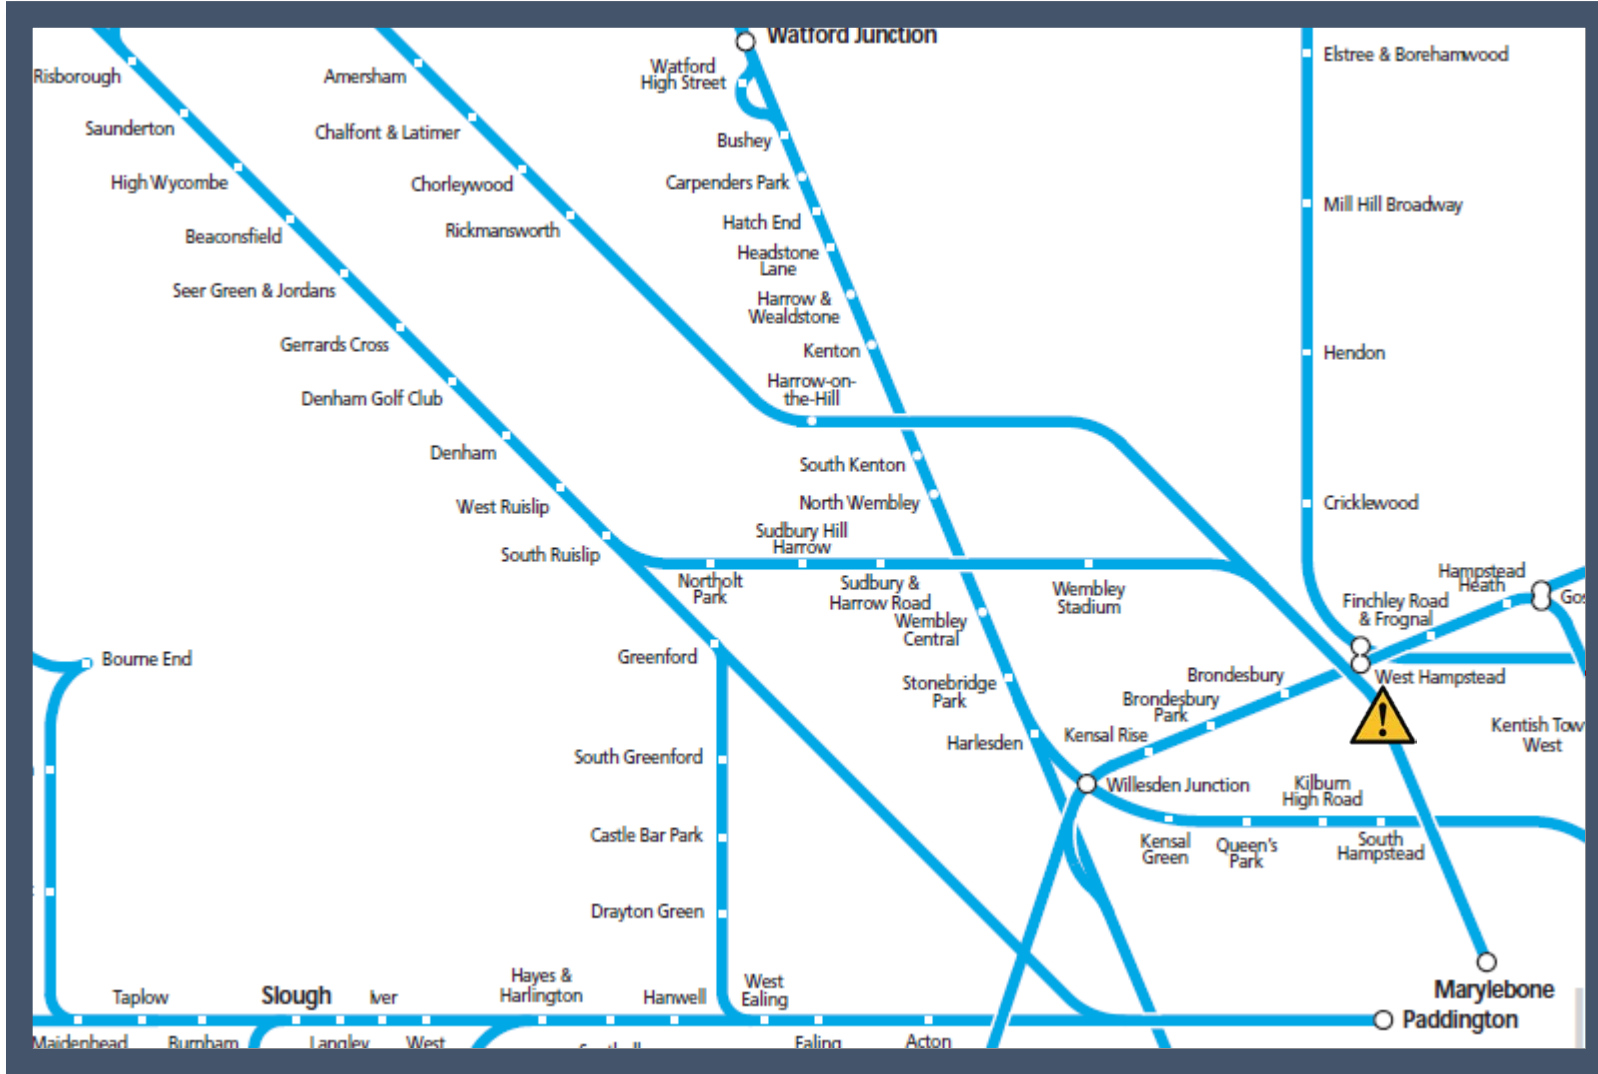 Watford Junction
Elstree & Borehamwood
Risborough
Amersham
Watford
High Street
Saunderton
Chalfont & Latimer
Bushey
High Wycombe
Chorleywood
Carpenders Park
Mill Hill Broadway
Beaconsfield
Rickmansworth
Hatch End
Headstone
Lane
Seer Green & Jordans
Harrow &
Wealdstone
Gerrards Cross
Kenton
Hendon
Harrow-on-
the-Hill
Denham Golf Club
Denham
South Kenton
West Ruislip
North Wembley
Cricklewood
Sudbury Hill
Harrow
South Ruislip
Northolt
Park
Sudbury &
Harrow Road
Wembley
Stadium
Hampstead
Heath
Gos
Finchley Road
& Frognal
Wembley
Central
Bourne End
Greenford
Stonebridge
Park
Brondesbury
West Hampstead
Brondesbury
Park
Kentish Tow
West
Harlesden
Kensal Rise
South Greenford
Willesden Junction
Kilburn
High Road
Castle Bar Park
Kensal
Green
Queen's
Park
South
Hampstead
Drayton Green
Taplow
Slough
Iver
Hayes &
Harlington
Hanwell
West
Ealing
Marylebone
Paddington
Maidenhead
Burnham
Langley
West
Ealing
Acton